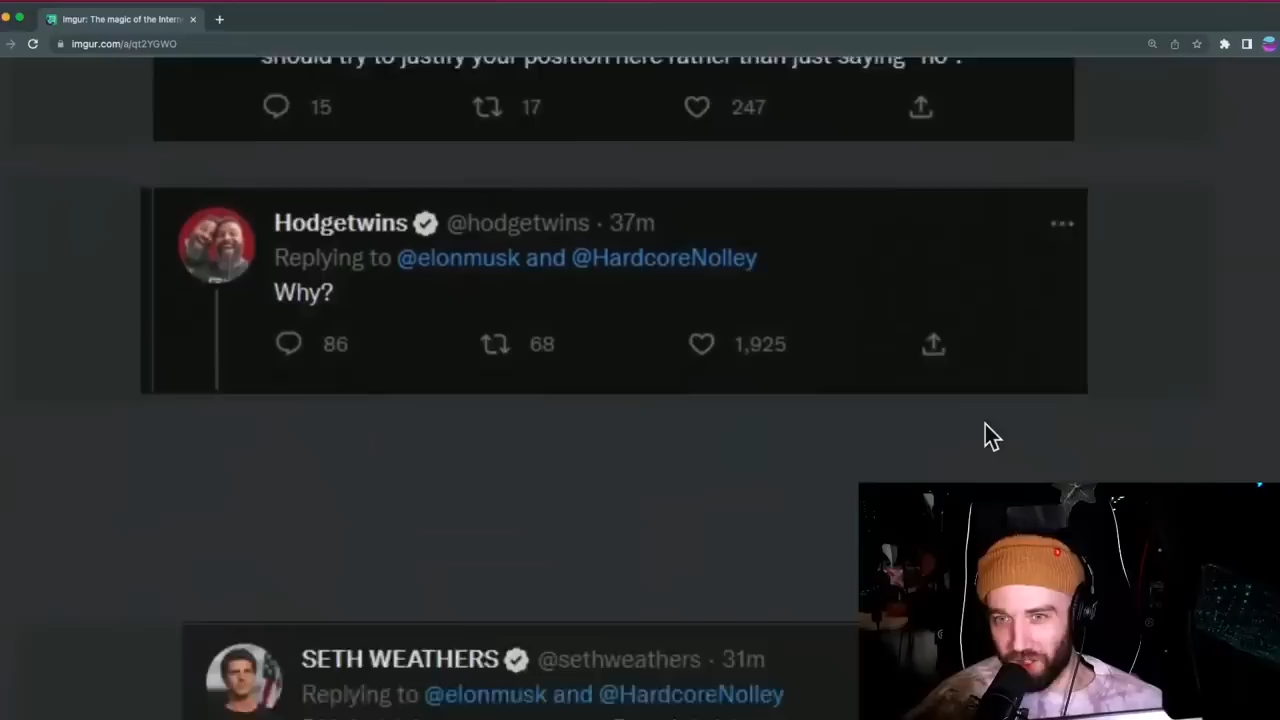 Imgur: The magic of the Intern
imgur.com/a/qt2YGWO
should try to justify your position here rather than just saying "no".
15 17 247
Hodgetwins @hodgetwins · 37m
Replying to @elonmusk and @HardcoreNolley
Why?
86 68 1,925
SETH WEATHERS @sethweathers · 31m
Replying to @elonmusk and @HardcoreNolley